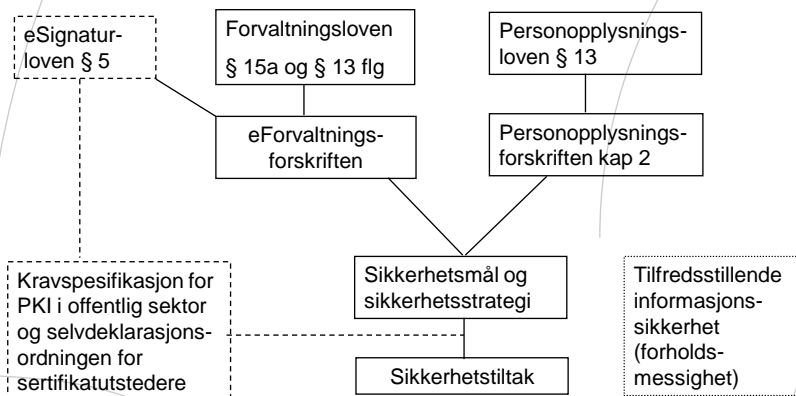 eSignatur-
loven § 5
Forvaltningsloven
§ 15a og § 13 flg
Personopplysnings-
loven § 13
eForvaltnings-
forskriften
Personopplysnings-
forskriften kap 2
Kravspesifikasjon for
PKI i offentlig sektor
og selvdeklarasjons-
ordningen for
sertifikatutstedere
Sikkerhetsmål og
sikkerhetsstrategi
Sikkerhetstiltak
Tilfredsstillende
informasjons-
sikkerhet
(forholds-
messighet)